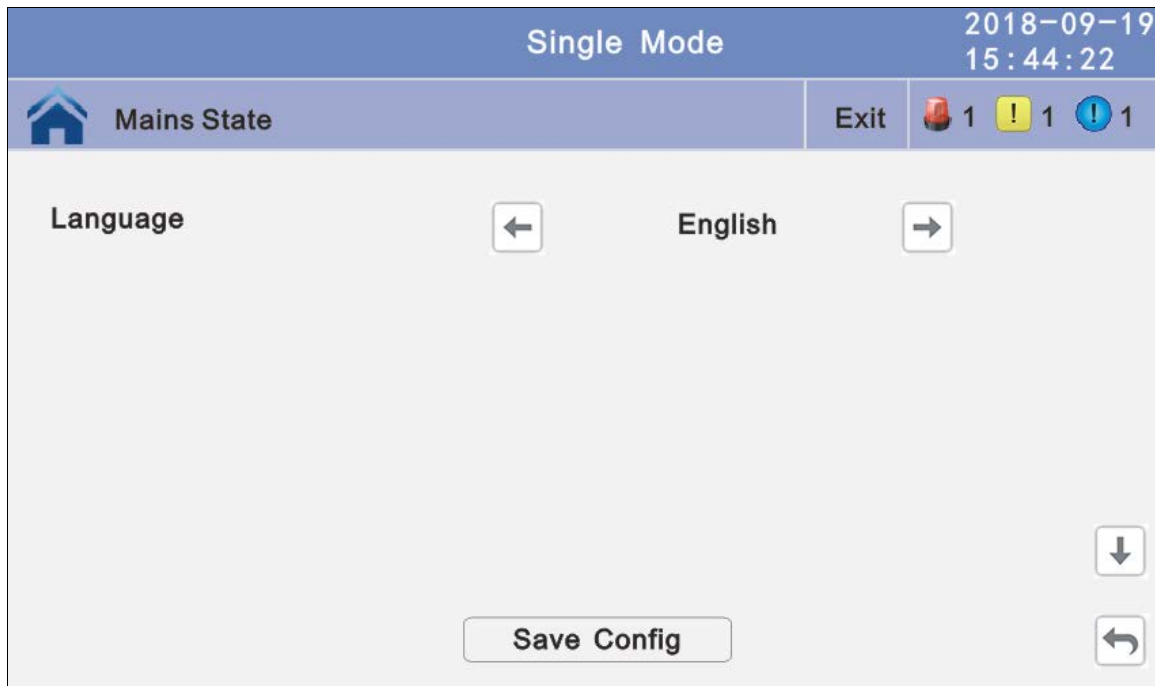 Single Mode
2018-09-19
15:44:22
Mains State
Exit
1
! 1
! 1
Language
English
Save Config